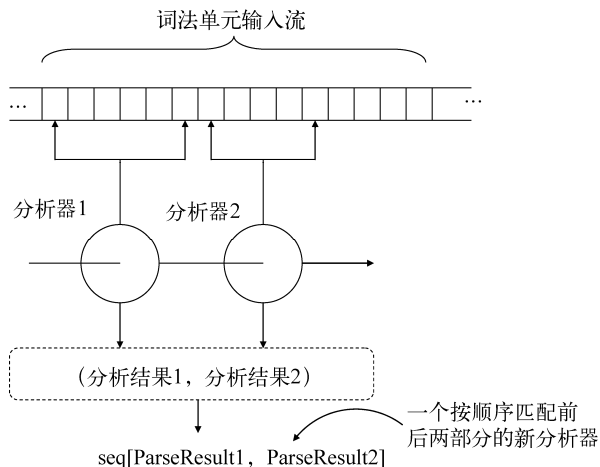 词法单元输入流
... ...
分析器1 分析器2
（分析结果1，分析结果2）
一个按顺序匹配前
后两部分的新分析器
seq[ParseResult1，ParseResult2]